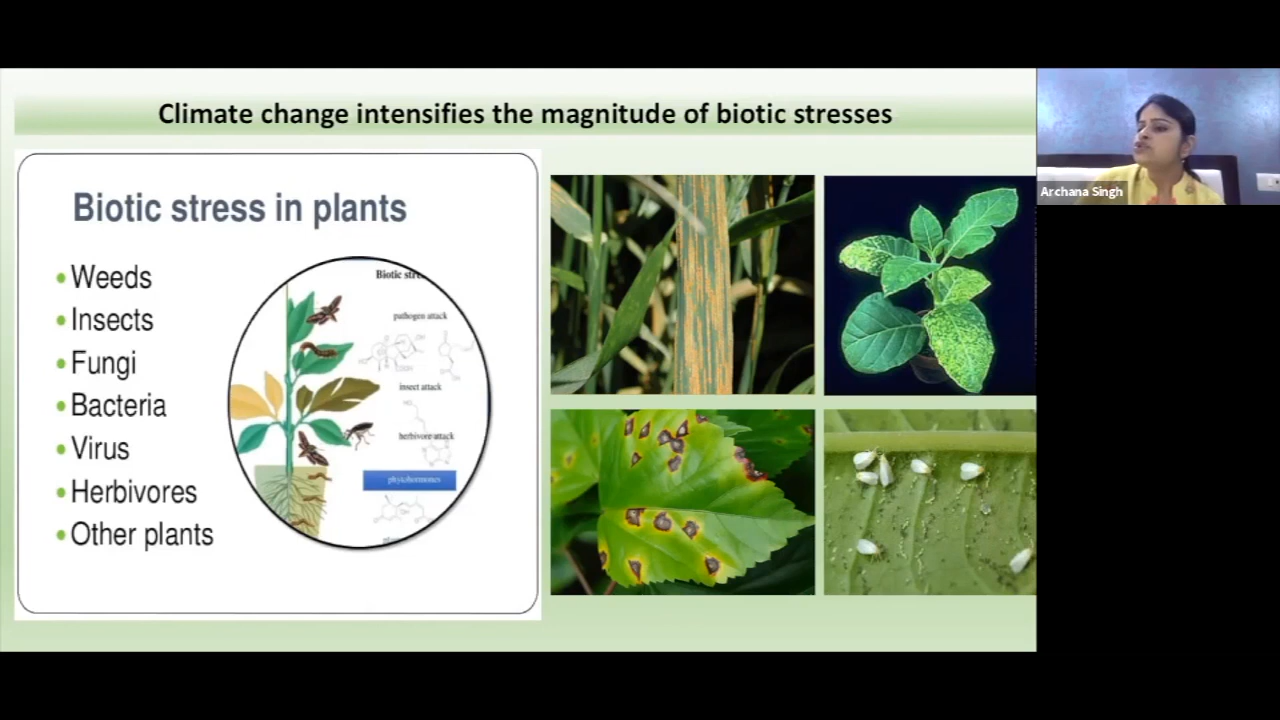 Climate change intensifies the magnitude of biotic stresses
Archana Singh
Biotic stress in plants
• Weeds
• Insects
• Fungi
• Bacteria
• Virus
• Herbivores
• Other plants
Biotic
pathogen attack
insect attack
herbivore attack
phytohormones